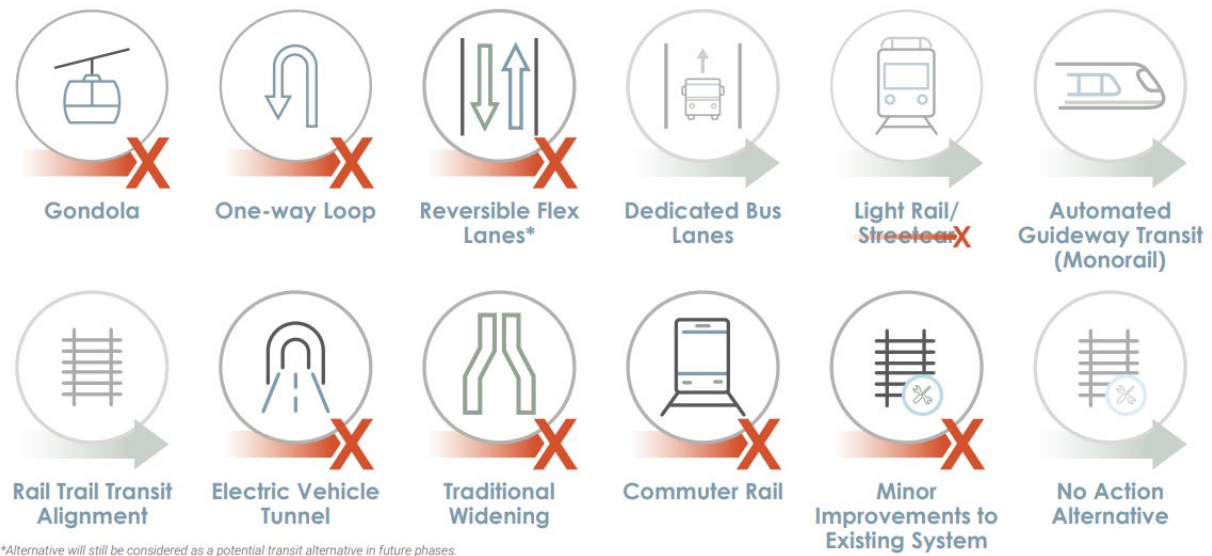 Gondola
One-way Loop
Reversible Flex
Lanes*
Dedicated Bus
Lanes
Light Rail/
Streetcar
Automated
Guideway Transit
(Monorail)
Rail Trail Transit
Alignment
Electric Vehicle
Tunnel
Traditional
Widening
Commuter Rail
Minor
Improvements to
Existing System
No Action
Alternative
*Alternative will still be considered as a potential transit alternative in future phases.